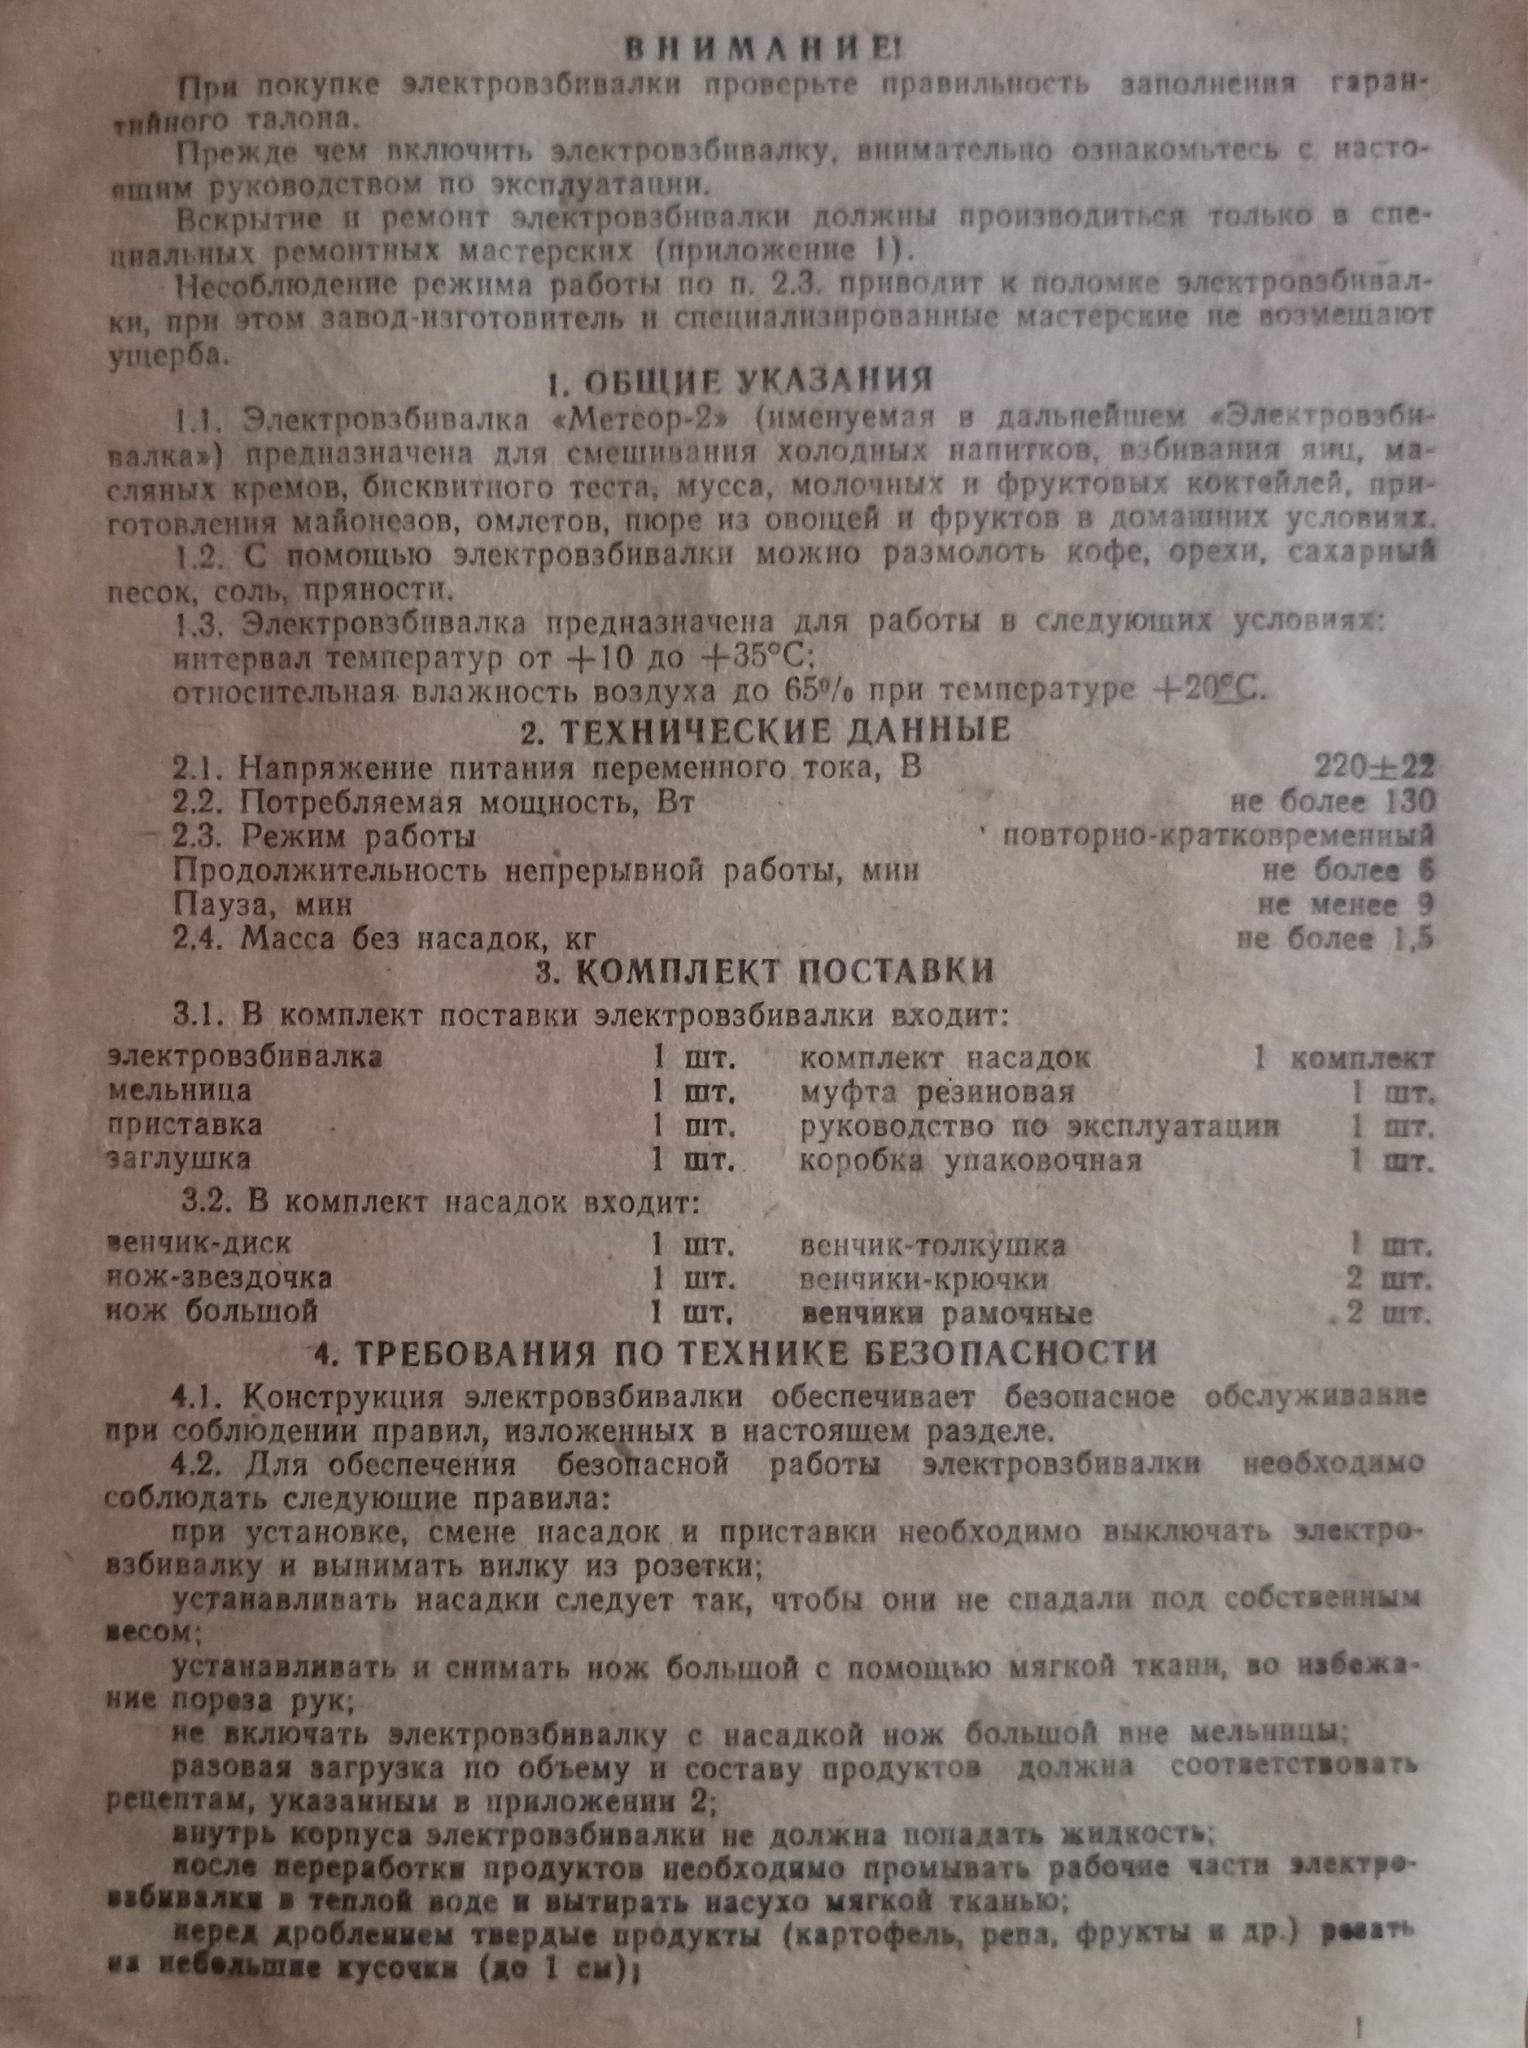 ВНИМАНИЕ!
При покупке электровзбивалки проверьте правильность заполнения гаран-
тийного талона.
Прежде чем включить электровзбивалку, внимательно ознакомьтесь с насто-
ящим руководством по эксплуатации.
Вскрытие и ремонт электровзбивалки должны производиться только в спе-
циальных ремонтных мастерских (приложение 1).
Несоблюдение режима работы по п. 2.3. приводит к поломке электровзбивал-
ки, при этом завод-изготовитель и специализированные мастерские не возмещают
ущерба.
1. ОБЩИЕ УКАЗАНИЯ
1.1. Электровзбивалка «Метеор-2» (именуемая в дальнейшем «Электровзби-
валка») предназначена для смешивания холодных напитков, взбивания яиц, ма-
сляных кремов, бисквитного теста, мусса, молочных и фруктовых коктейлей, при-
готовления майонезов, омлетов, пюре из овощей и фруктов в домашних условиях.
1.2. С помощью электровзбивалки можно размолоть кофе, орехи, сахарный
песок, соль, пряности.
1.3. Электровзбивалка предназначена для работы в следующих условиях:
интервал температур от +10 до +35°С;
относительная влажность воздуха до 65% при температуре +20°С.
2. ТЕХНИЧЕСКИЕ ДАННЫЕ
2.1. Напряжение питания переменного тока, В 220±22
2.2. Потребляемая мощность, Вт не более 130
2.3. Режим работы повторно-кратковременный
Продолжительность непрерывной работы, мин не более 6
Пауза, мин не менее 9
2.4. Масса без насадок, кг не более 1,5
3. КОМПЛЕКТ ПОСТАВКИ
3.1. В комплект поставки электровзбивалки входит:
электровзбивалка 1 шт. комплект насадок 1 комплект
мельница 1 шт. муфта резиновая 1 шт.
приставка 1 шт. руководство по эксплуатации 1 шт.
заглушка 1 шт. коробка упаковочная 1 шт.
3.2. В комплект насадок входит:
венчик-диск 1 шт. венчик-толкушка 1 шт.
нож-звездочка 1 шт. венчики-крючки 2 шт.
нож большой 1 шт. венчики рамочные 2 шт.
4. ТРЕБОВАНИЯ ПО ТЕХНИКЕ БЕЗОПАСНОСТИ
4.1. Конструкция электровзбивалки обеспечивает безопасное обслуживание
при соблюдении правил, изложенных в настоящем разделе.
4.2. Для обеспечения безопасной работы электровзбивалки необходимо
соблюдать следующие правила:
при установке, смене насадок и приставки необходимо выключать электро-
взбивалку и вынимать вилку из розетки;
устанавливать насадки следует так, чтобы они не спадали под собственным
весом;
устанавливать и снимать нож большой с помощью мягкой ткани, во избежа-
ние пореза рук;
не включать электровзбивалку с насадкой нож большой вне мельницы;
разовая загрузка по объему и составу продуктов должна соответствовать
рецептам, указанным в приложении 2;
внутрь корпуса электровзбивалки не должна попадать жидкость;
после переработки продуктов необходимо промывать рабочие части электро-
взбивалки в теплой воде и вытирать насухо мягкой тканью;
перед дроблением твердые продукты (картофель, репа, фрукты и др.) резать
на небольшие кусочки (до 1 см);
1